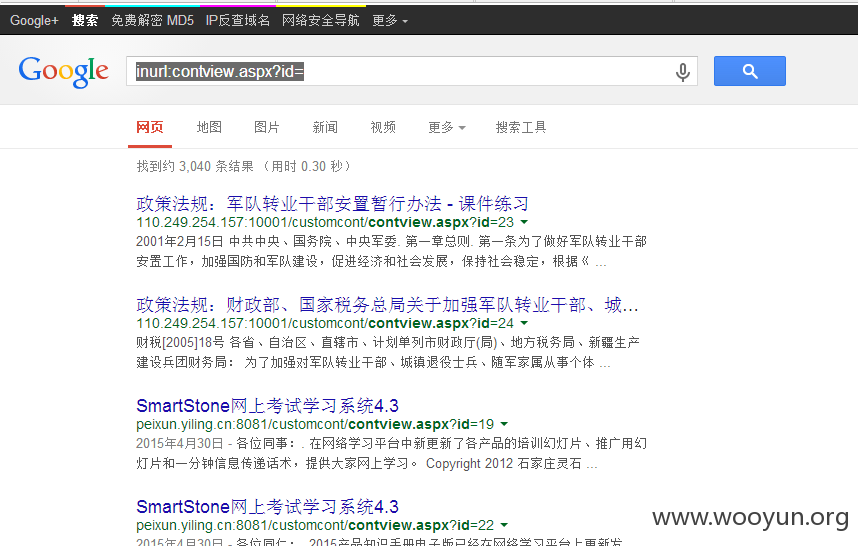 Google+ 搜索 免费解密 MD5 IP反查域名 网络安全导航 更多
Google inurl:contview.aspx?id=
网页 地图 图片 新闻 视频 更多 搜索工具
找到约 3,040 条结果 （用时 0.30 秒）
政策法规：军队转业干部安置暂行办法 - 课件练习
110.249.254.157:10001/customcont/contview.aspx?id=23
2001年2月15日 中共中央、国务院、中央军委. 第一章总则. 第一条为了做好军队转业干部
安置工作，加强国防和军队建设，促进经济和社会发展，保持社会稳定，根据《 ...
政策法规：财政部、国家税务总局关于加强军队转业干部、城...
110.249.254.157:10001/customcont/contview.aspx?id=24
财税[2005]18号 各省、自治区、直辖市、计划单列市财政厅(局)、地方税务局、新疆生产
建设兵团财务局： 为了加强对军队转业干部、城镇退役士兵、随军家属从事个体 ...
SmartStone网上考试学习系统4.3
peixun.yiling.cn:8081/customcont/contview.aspx?id=19
2015年4月30日 - 各位同事：. 在网络学习平台中新更新了各产品的培训幻灯片、推广用幻
灯片和一分钟信息传递话术，提供大家网上学习。 Copyright 2012 石家庄灵石 ...
SmartStone网上考试学习系统4.3
peixun.yiling.cn:8081/customcont/contview.aspx?id=22
www.wooyun.org
2015年4月30日 - 各位同仁： 2015产品知识手册电子版已经在网络学习平台上更新发